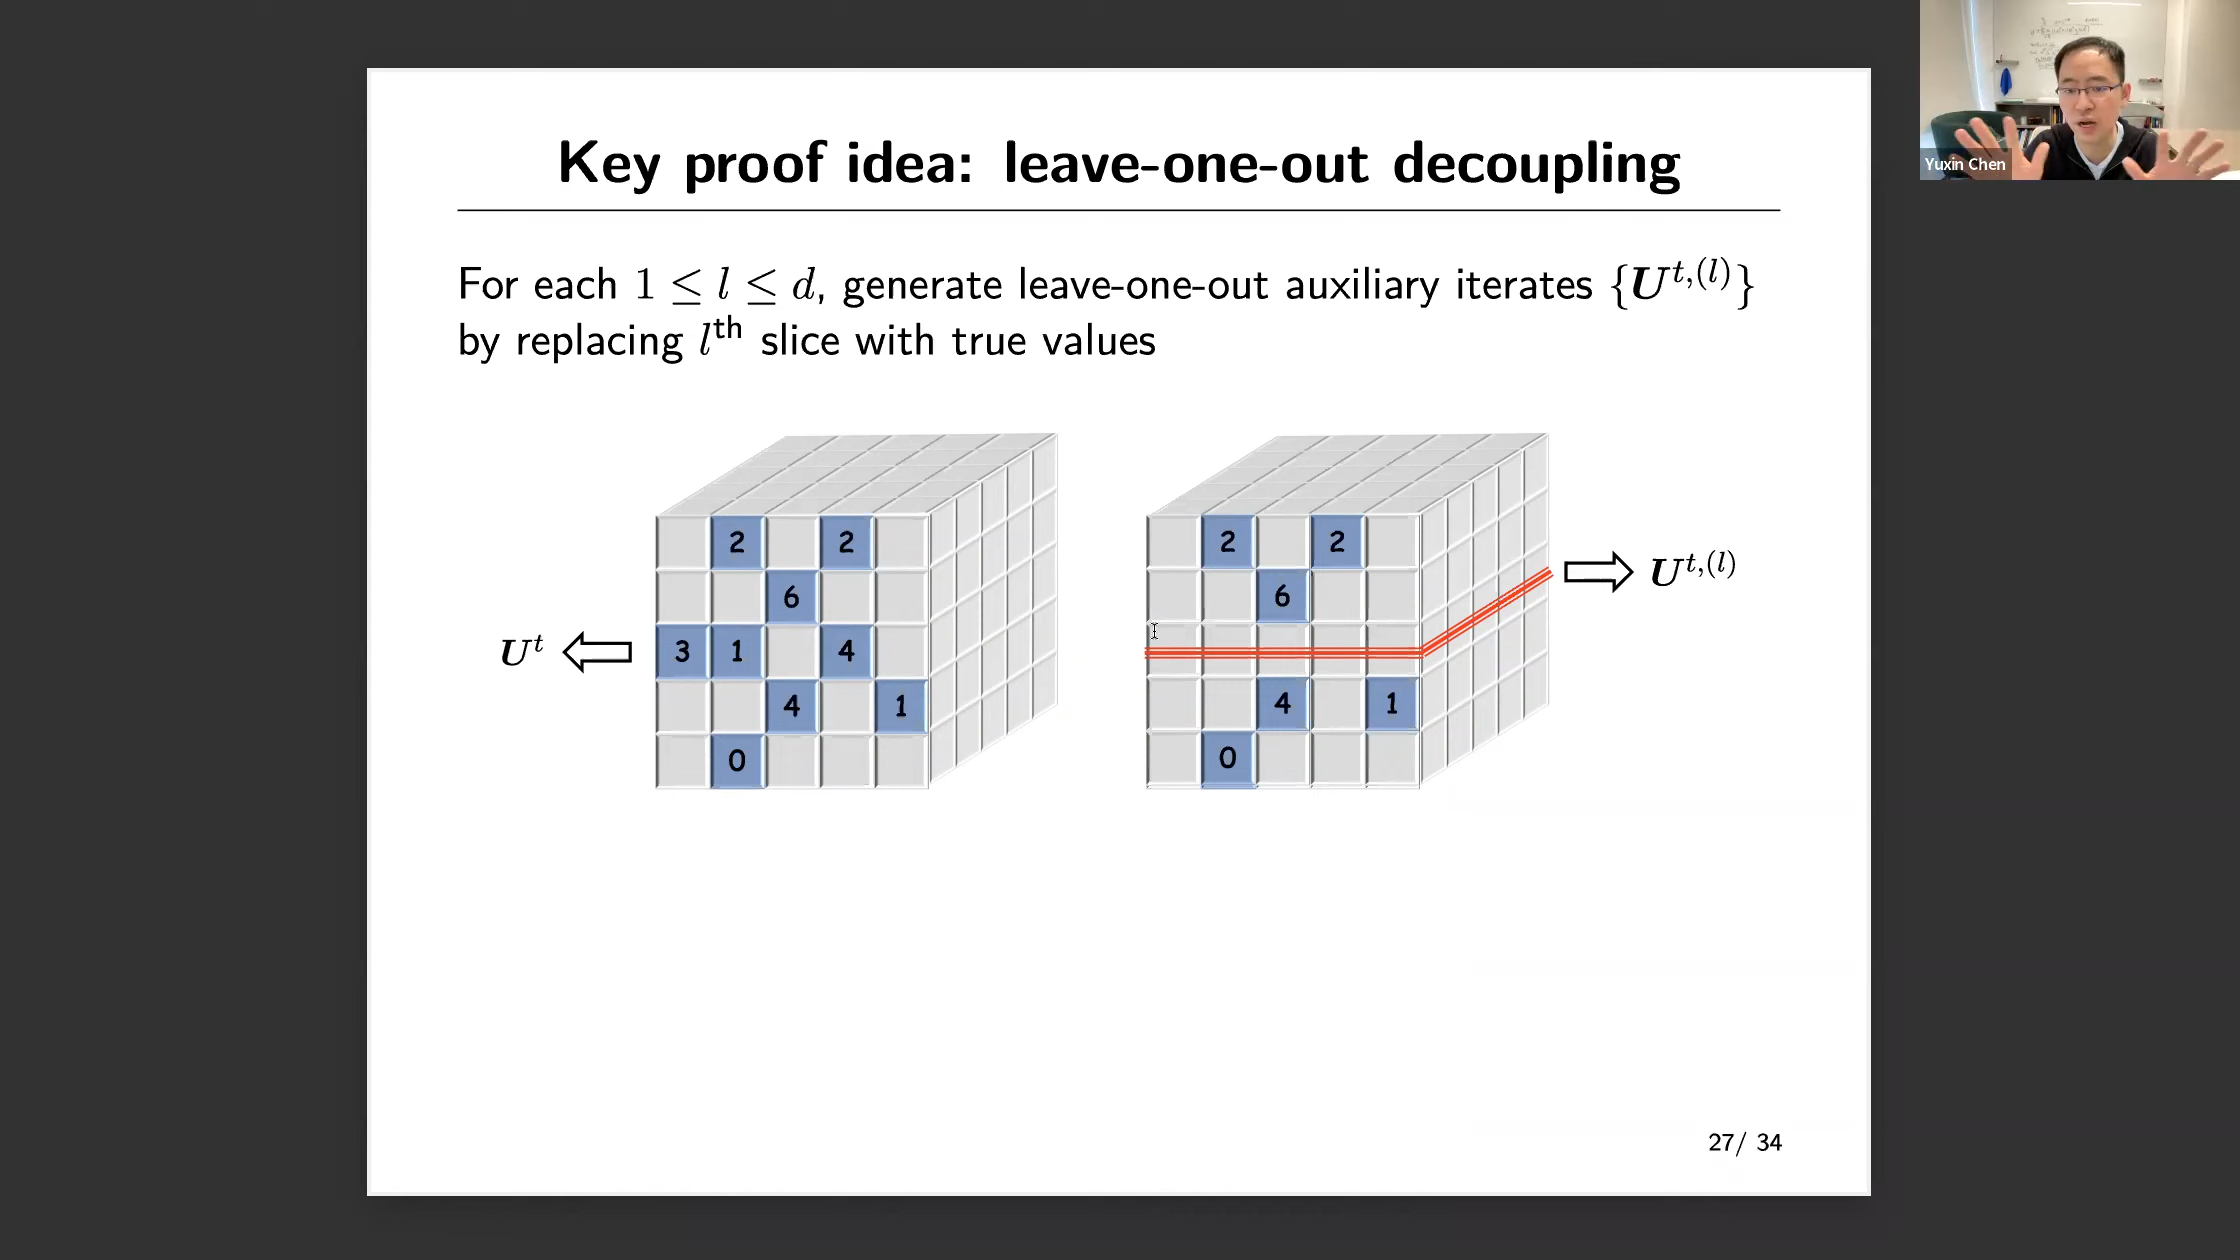 Key proof idea: leave-one-out decoupling
For each 1 ≤ l ≤ d, generate leave-one-out auxiliary iterates {U^{t,(l)}}
by replacing l^{th} slice with true values
2 2
6
U^t 3 1 4
4 1
0
2 2
6
U^{t,(l)}
4 1
0
27/ 34
Yuxin Chen